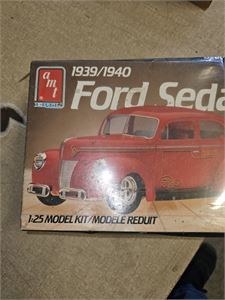 amt
ERTL
1939/1940
Ford Seda
1:25 MODEL KIT/MODELE REDUIT